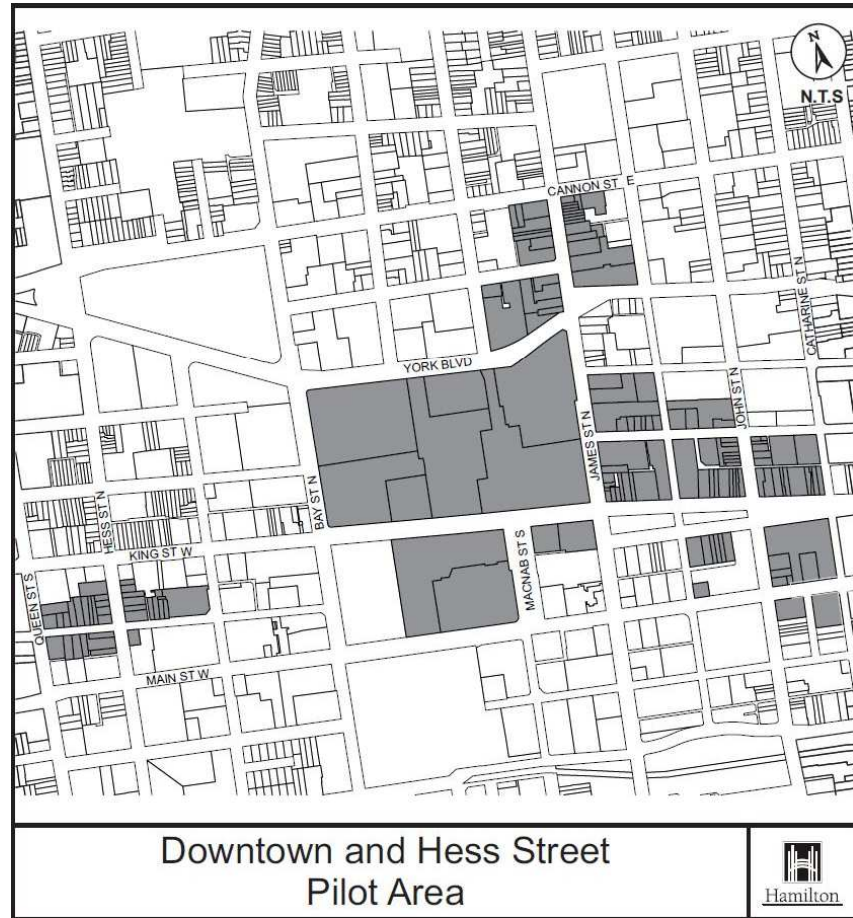 N
N.T.S
CANNON ST E
CATHARINE ST N
YORK BLVD
JOHN ST N
JAMES ST N
BAY ST N
HESS ST N
KING ST W
MACNAB ST S
QUEEN ST S
MAIN ST W
Downtown and Hess Street
Pilot Area
Hamilton